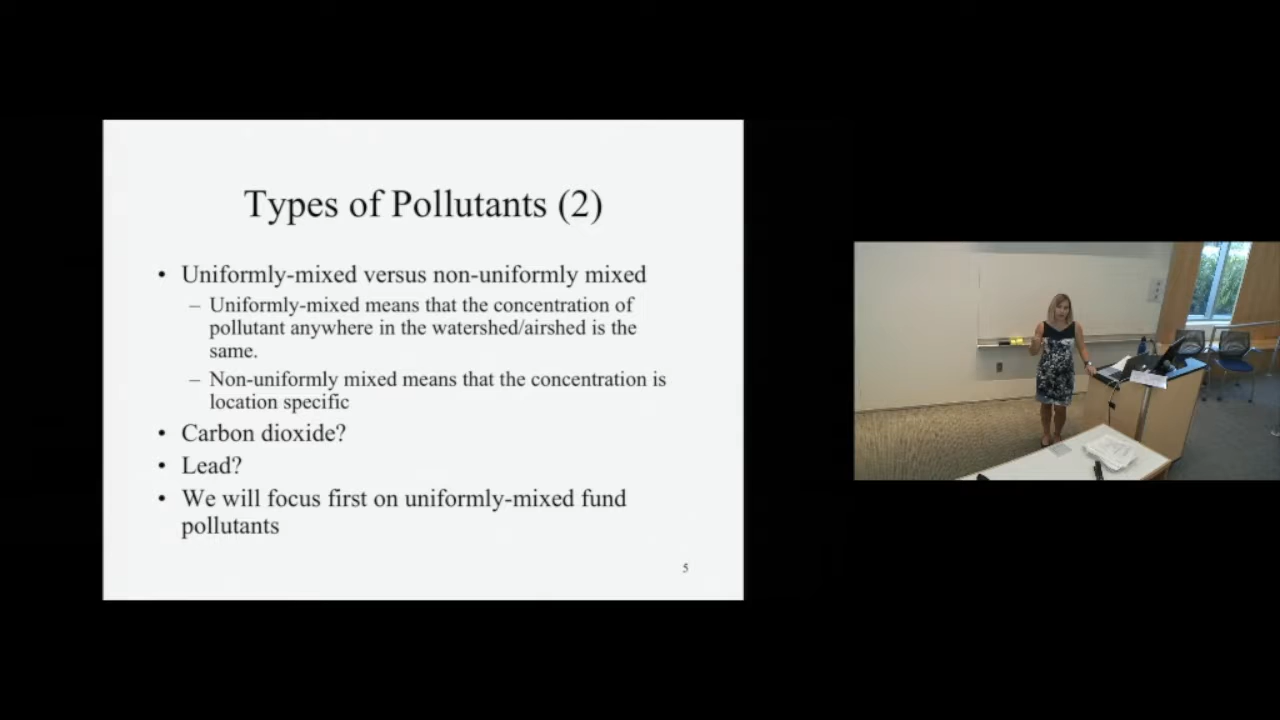 Types of Pollutants (2)
• Uniformly-mixed versus non-uniformly mixed
– Uniformly-mixed means that the concentration of
pollutant anywhere in the watershed/airshed is the
same.
– Non-uniformly mixed means that the concentration is
location specific
• Carbon dioxide?
• Lead?
• We will focus first on uniformly-mixed fund
pollutants
5